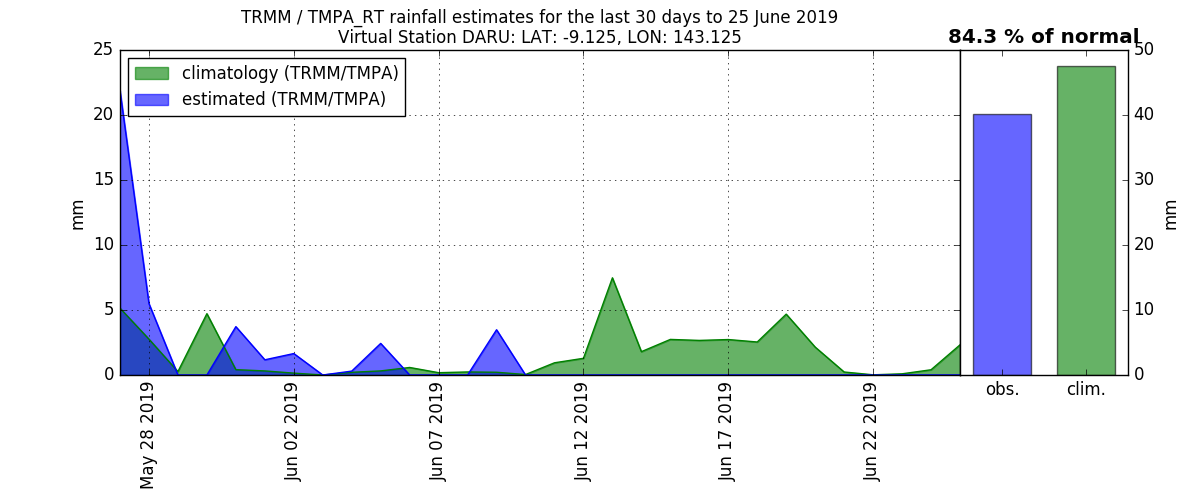 TRMM / TMPA_RT rainfall estimates for the last 30 days to 25 June 2019
Virtual Station DARU: LAT: -9.125, LON: 143.125
84.3 % of normal
climatology (TRMM/TMPA)
estimated (TRMM/TMPA)
25
20
15
10
5
0
mm
May 28 2019
Jun 02 2019
Jun 07 2019
Jun 12 2019
Jun 17 2019
Jun 22 2019
obs.
clim.
50
40
30
20
10
0
mm